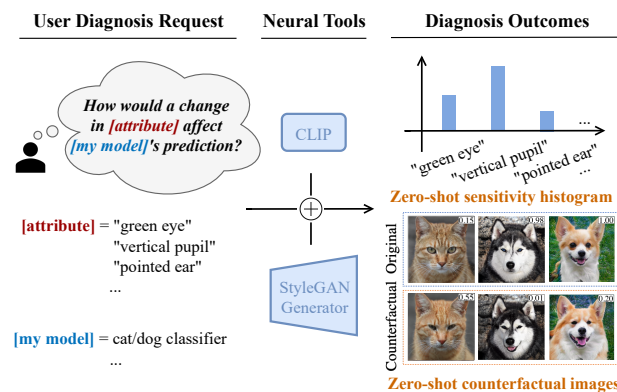 User Diagnosis Request
How would a change
in [attribute] affect
[my model]'s prediction?
[attribute] = "green eye"
"vertical pupil"
"pointed ear"
...
[my model] = cat/dog classifier
...
Neural Tools
CLIP
StyleGAN
Generator
Diagnosis Outcomes
...
"green eye"
"vertical pupil"
"pointed ear"
...
Zero-shot sensitivity histogram
Original
0.15
0.98
1.00
Counterfactual
0.55
0.01
0.20
Zero-shot counterfactual images